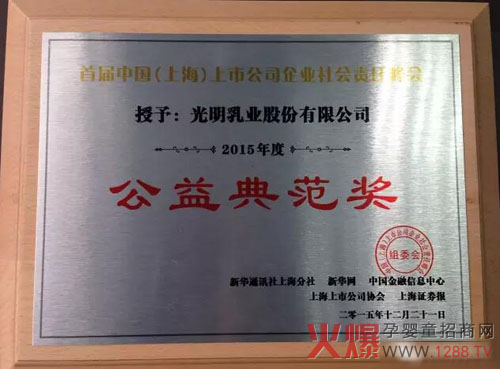 首届中国(上海)上市公司企业社会责任峰会
授予：光明乳业股份有限公司
2015年度
公益典范奖
组委会
新华通讯社上海分社 新华网 中国金融信息中心
上海上市公司协会 上海证券报
二零一五年十二月二十一日
火爆孕婴童招商网
www.1288.TV